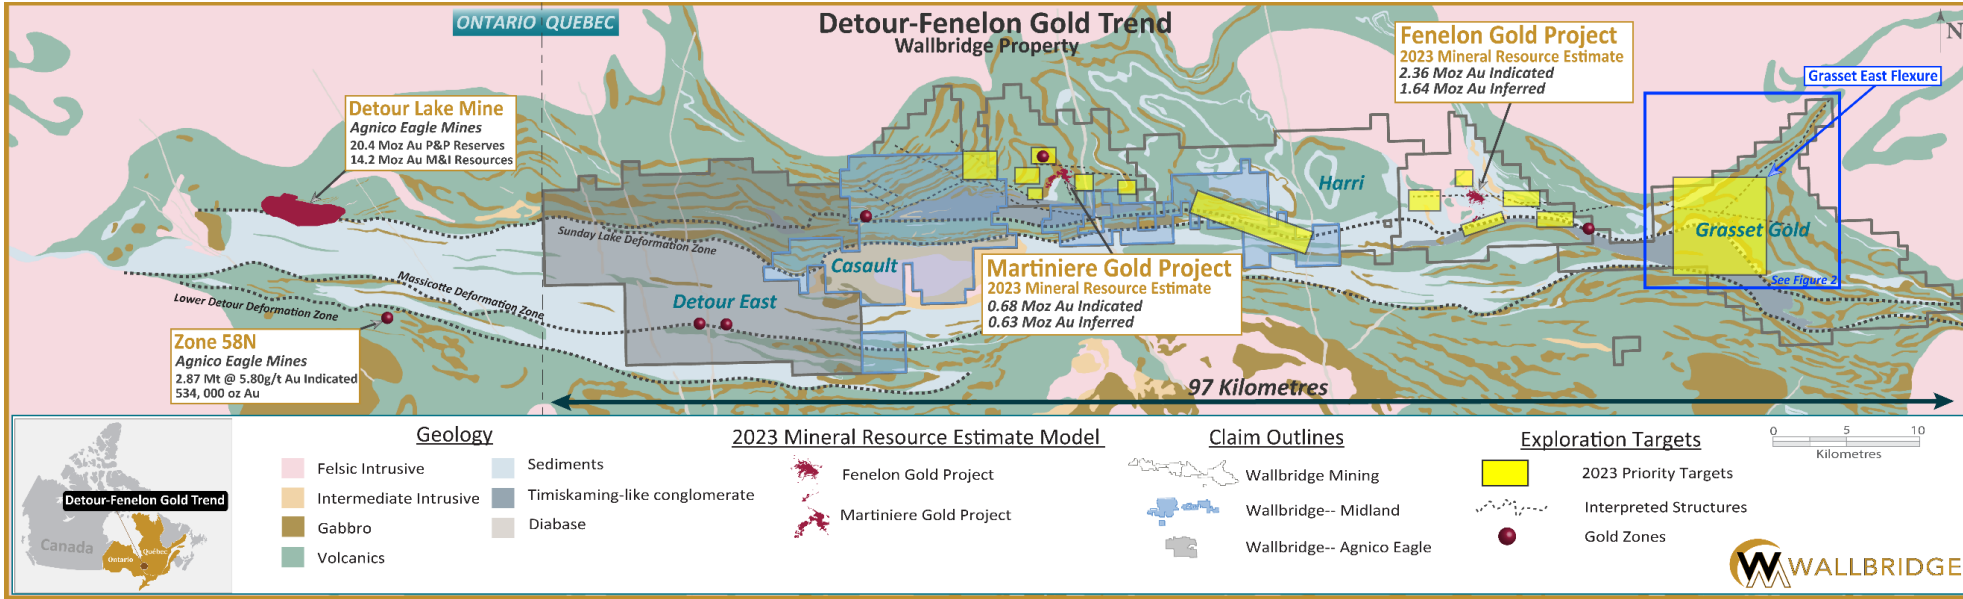 ONTARIO QUEBEC
Detour-Fenelon Gold Trend
Wallbridge Property
N
Fenelon Gold Project
2023 Mineral Resource Estimate
2.36 Moz Au Indicated
1.64 Moz Au Inferred
Grasset East Flexure
Detour Lake Mine
Agnico Eagle Mines
20.4 Moz Au P&P Reserves
14.2 Moz Au M&I Resources
Harri
Sunday Lake Deformation Zone
Grasset Gold
Casault
Martiniere Gold Project
2023 Mineral Resource Estimate
0.68 Moz Au Indicated
0.63 Moz Au Inferred
See Figure 2
Massicotte Deformation Zone
Lower Detour Deformation Zone
Detour East
Zone 58N
Agnico Eagle Mines
2.87 Mt @ 5.80g/t Au Indicated
534, 000 oz Au
97 Kilometres
Detour-Fenelon Gold Trend
Canada
Ontario
Québec
Geology
Felsic Intrusive
Intermediate Intrusive
Gabbro
Volcanics
Sediments
Timiskaming-like conglomerate
Diabase
2023 Mineral Resource Estimate Model
Fenelon Gold Project
Martiniere Gold Project
Claim Outlines
Wallbridge Mining
Wallbridge-- Midland
Wallbridge-- Agnico Eagle
Exploration Targets
2023 Priority Targets
Interpreted Structures
Gold Zones
0 5 10
Kilometres
WALLBRIDGE